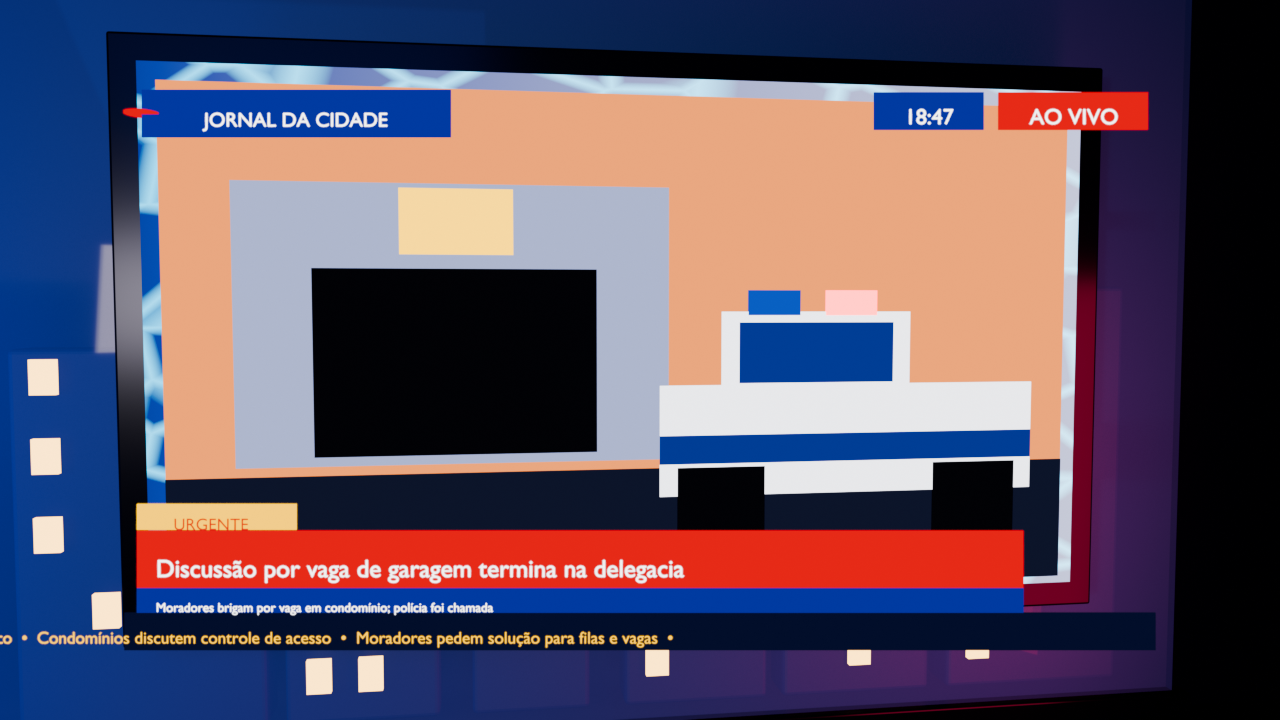 JORNAL DA CIDADE
18:47
AO VIVO
URGENTE
Discussão por vaga de garagem termina na delegacia
Moradores brigam por vaga em condomínio; polícia foi chamada
• Condomínios discutem controle de acesso • Moradores pedem solução para filas e vagas •